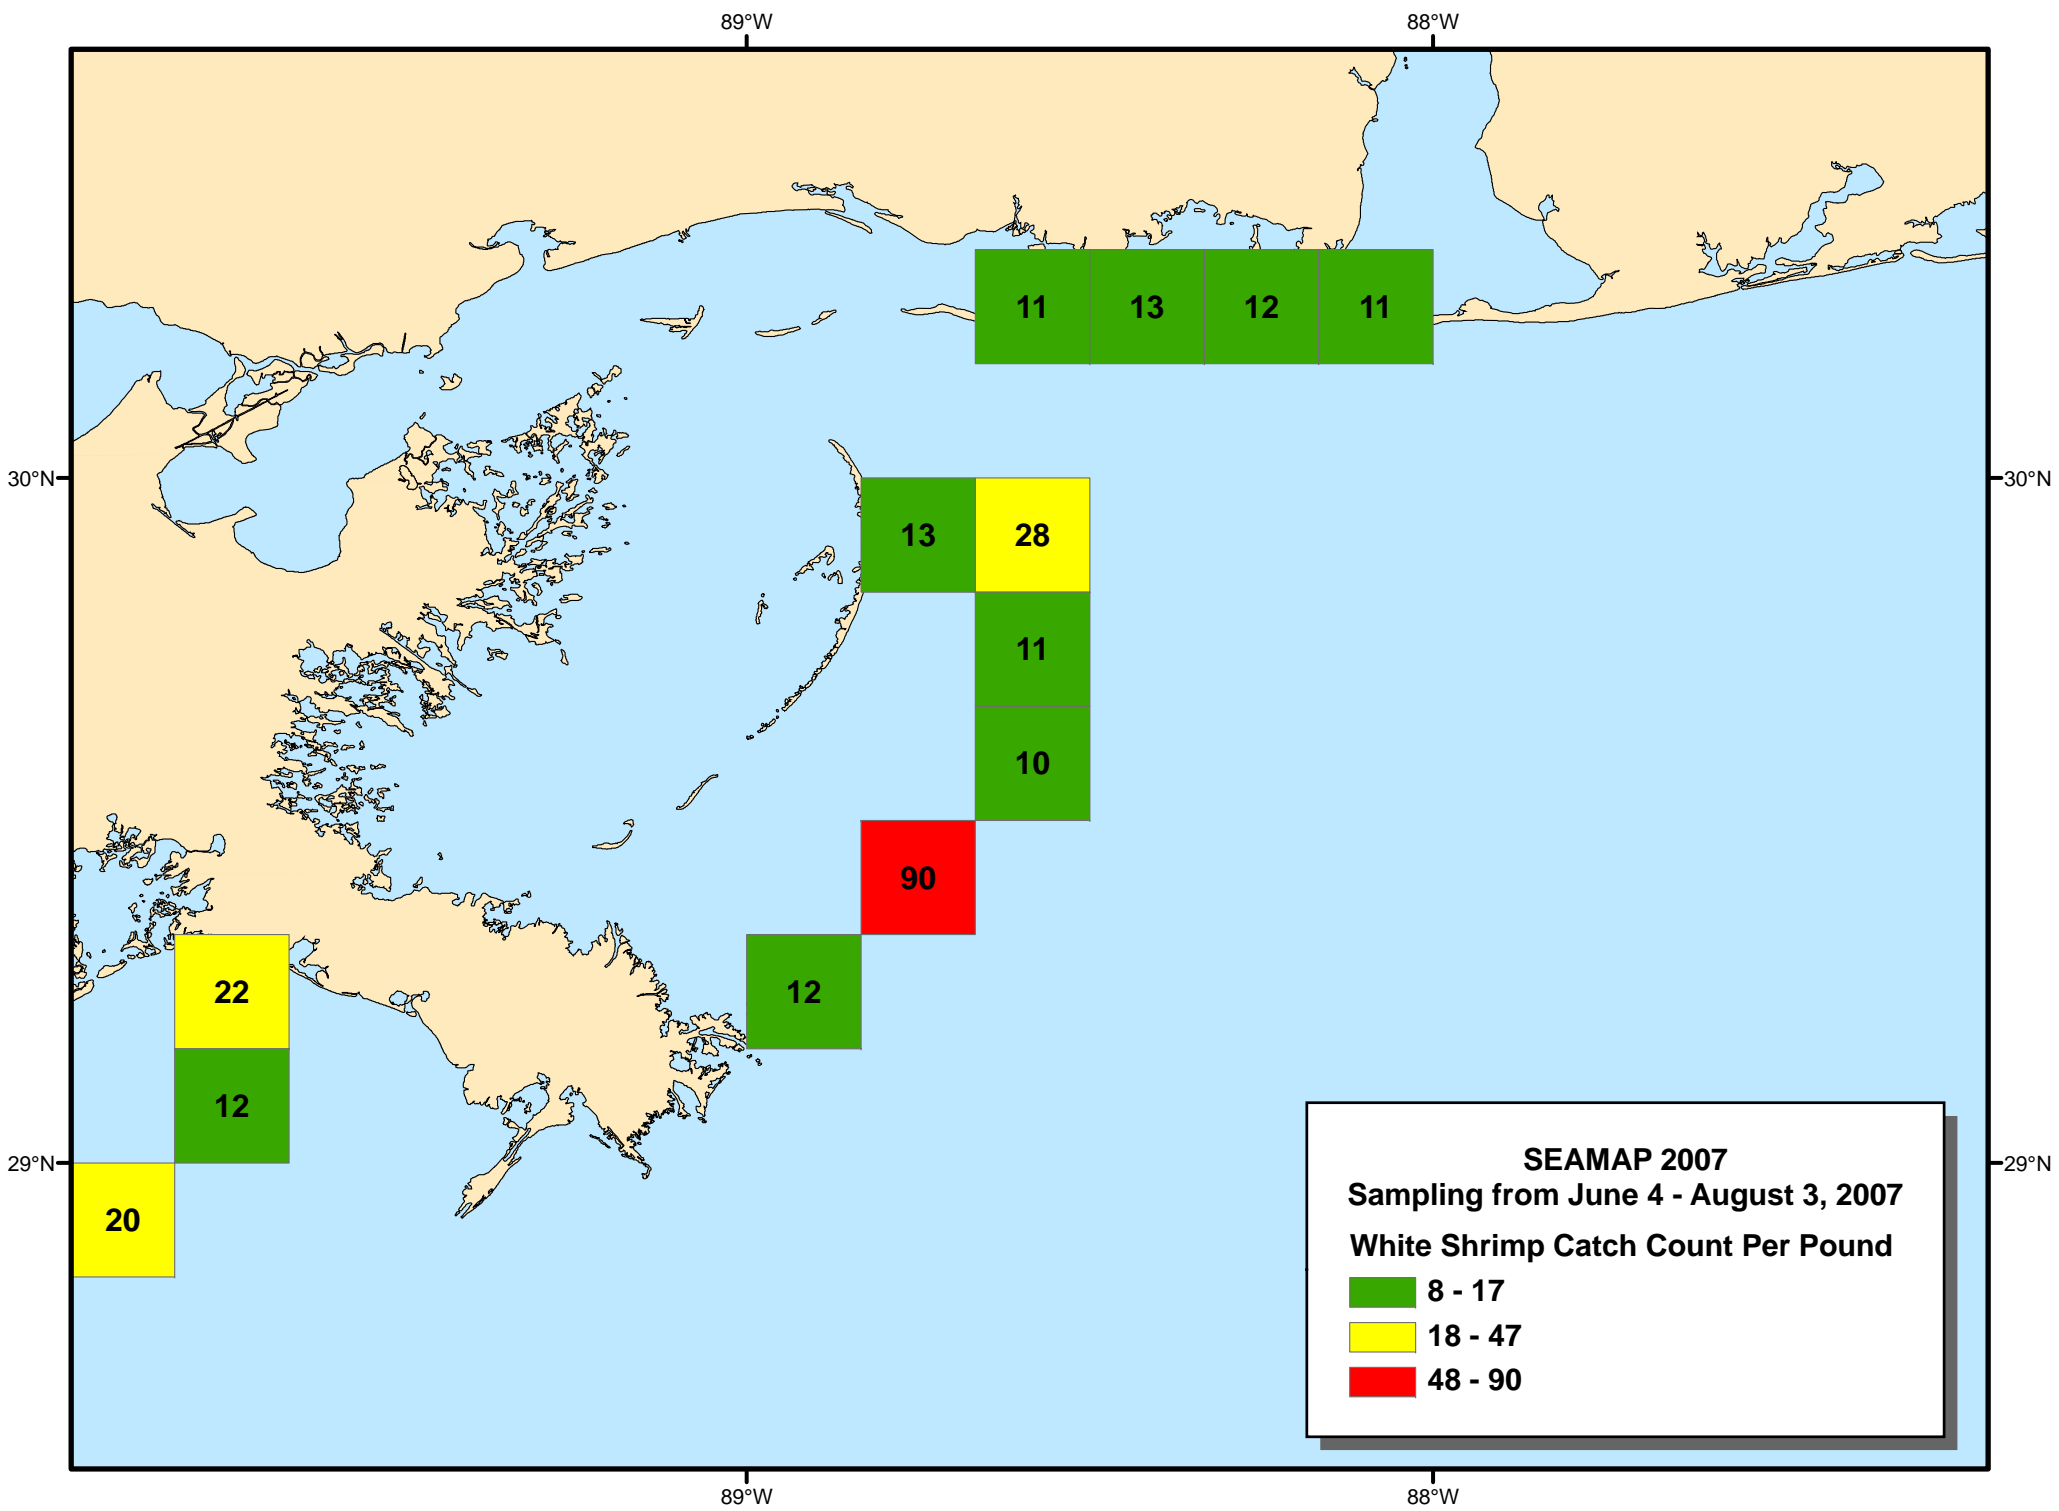 89°W
88°W
11
13
12
11
30°N
30°N
13
28
11
10
90
22
12
12
29°N
29°N
20
SEAMAP 2007
Sampling from June 4 - August 3, 2007
White Shrimp Catch Count Per Pound
8 - 17
18 - 47
48 - 90
89°W
88°W